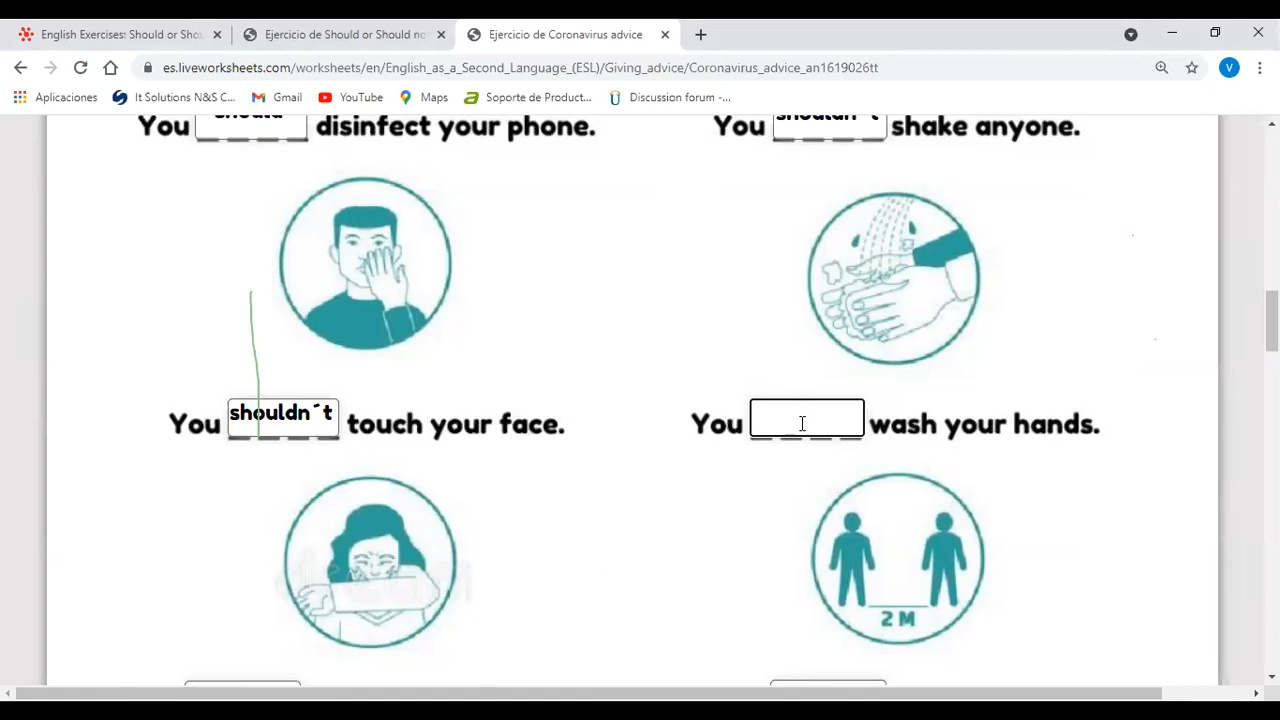 English Exercises: Should or Shou
Ejercicio de Should or Should no
Ejercicio de Coronavirus advice
es.liveworksheets.com/worksheets/en/English_as_a_Second_Language_(ESL)/Giving_advice/Coronavirus_advice_an1619026tt
V
Aplicaciones
It Solutions N&S C...
Gmail
YouTube
Maps
Soporte de Product...
Discussion forum -...
You should disinfect your phone.
You shouldn´t shake anyone.
You shouldn´t touch your face.
You wash your hands.
2 M